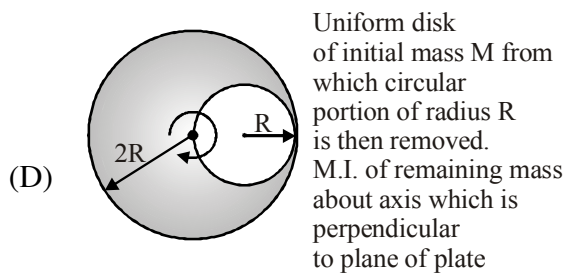 Uniform disk
of initial mass M from
which circular
portion of radius R
is then removed.
M.I. of remaining mass
about axis which is
perpendicular
to plane of plate
(D)
2R
R